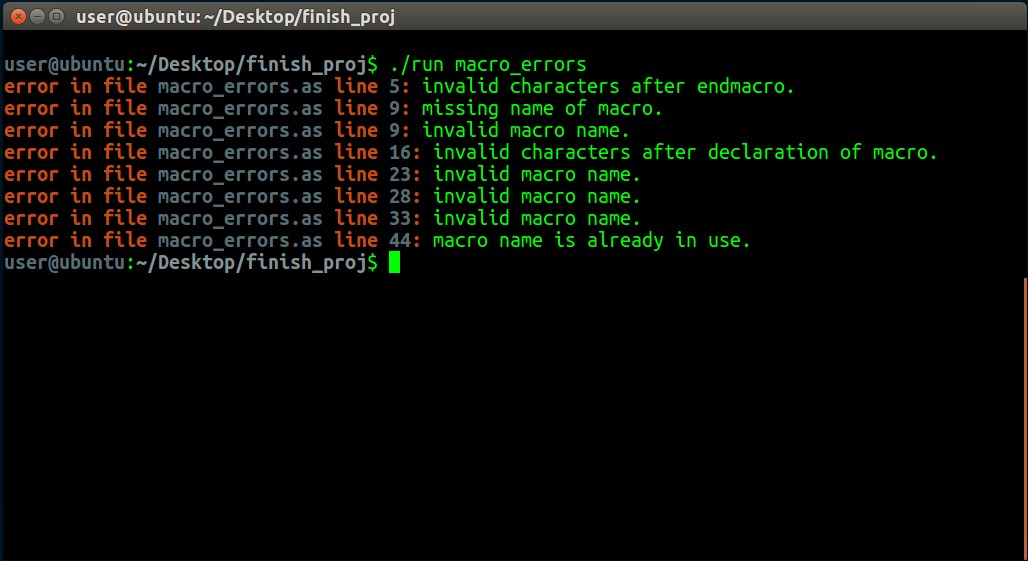 user@ubuntu: ~/Desktop/finish_proj
user@ubuntu:~/Desktop/finish_proj$ ./run macro_errors
error in file macro_errors.as line 5: invalid characters after endmacro.
error in file macro_errors.as line 9: missing name of macro.
error in file macro_errors.as line 9: invalid macro name.
error in file macro_errors.as line 16: invalid characters after declaration of macro.
error in file macro_errors.as line 23: invalid macro name.
error in file macro_errors.as line 28: invalid macro name.
error in file macro_errors.as line 33: invalid macro name.
error in file macro_errors.as line 44: macro name is already in use.
user@ubuntu:~/Desktop/finish_proj$